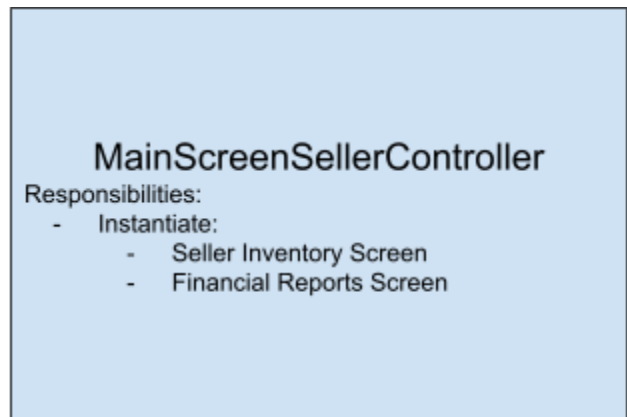 MainScreenSellerController
Responsibilities:
- Instantiate:
- Seller Inventory Screen
- Financial Reports Screen